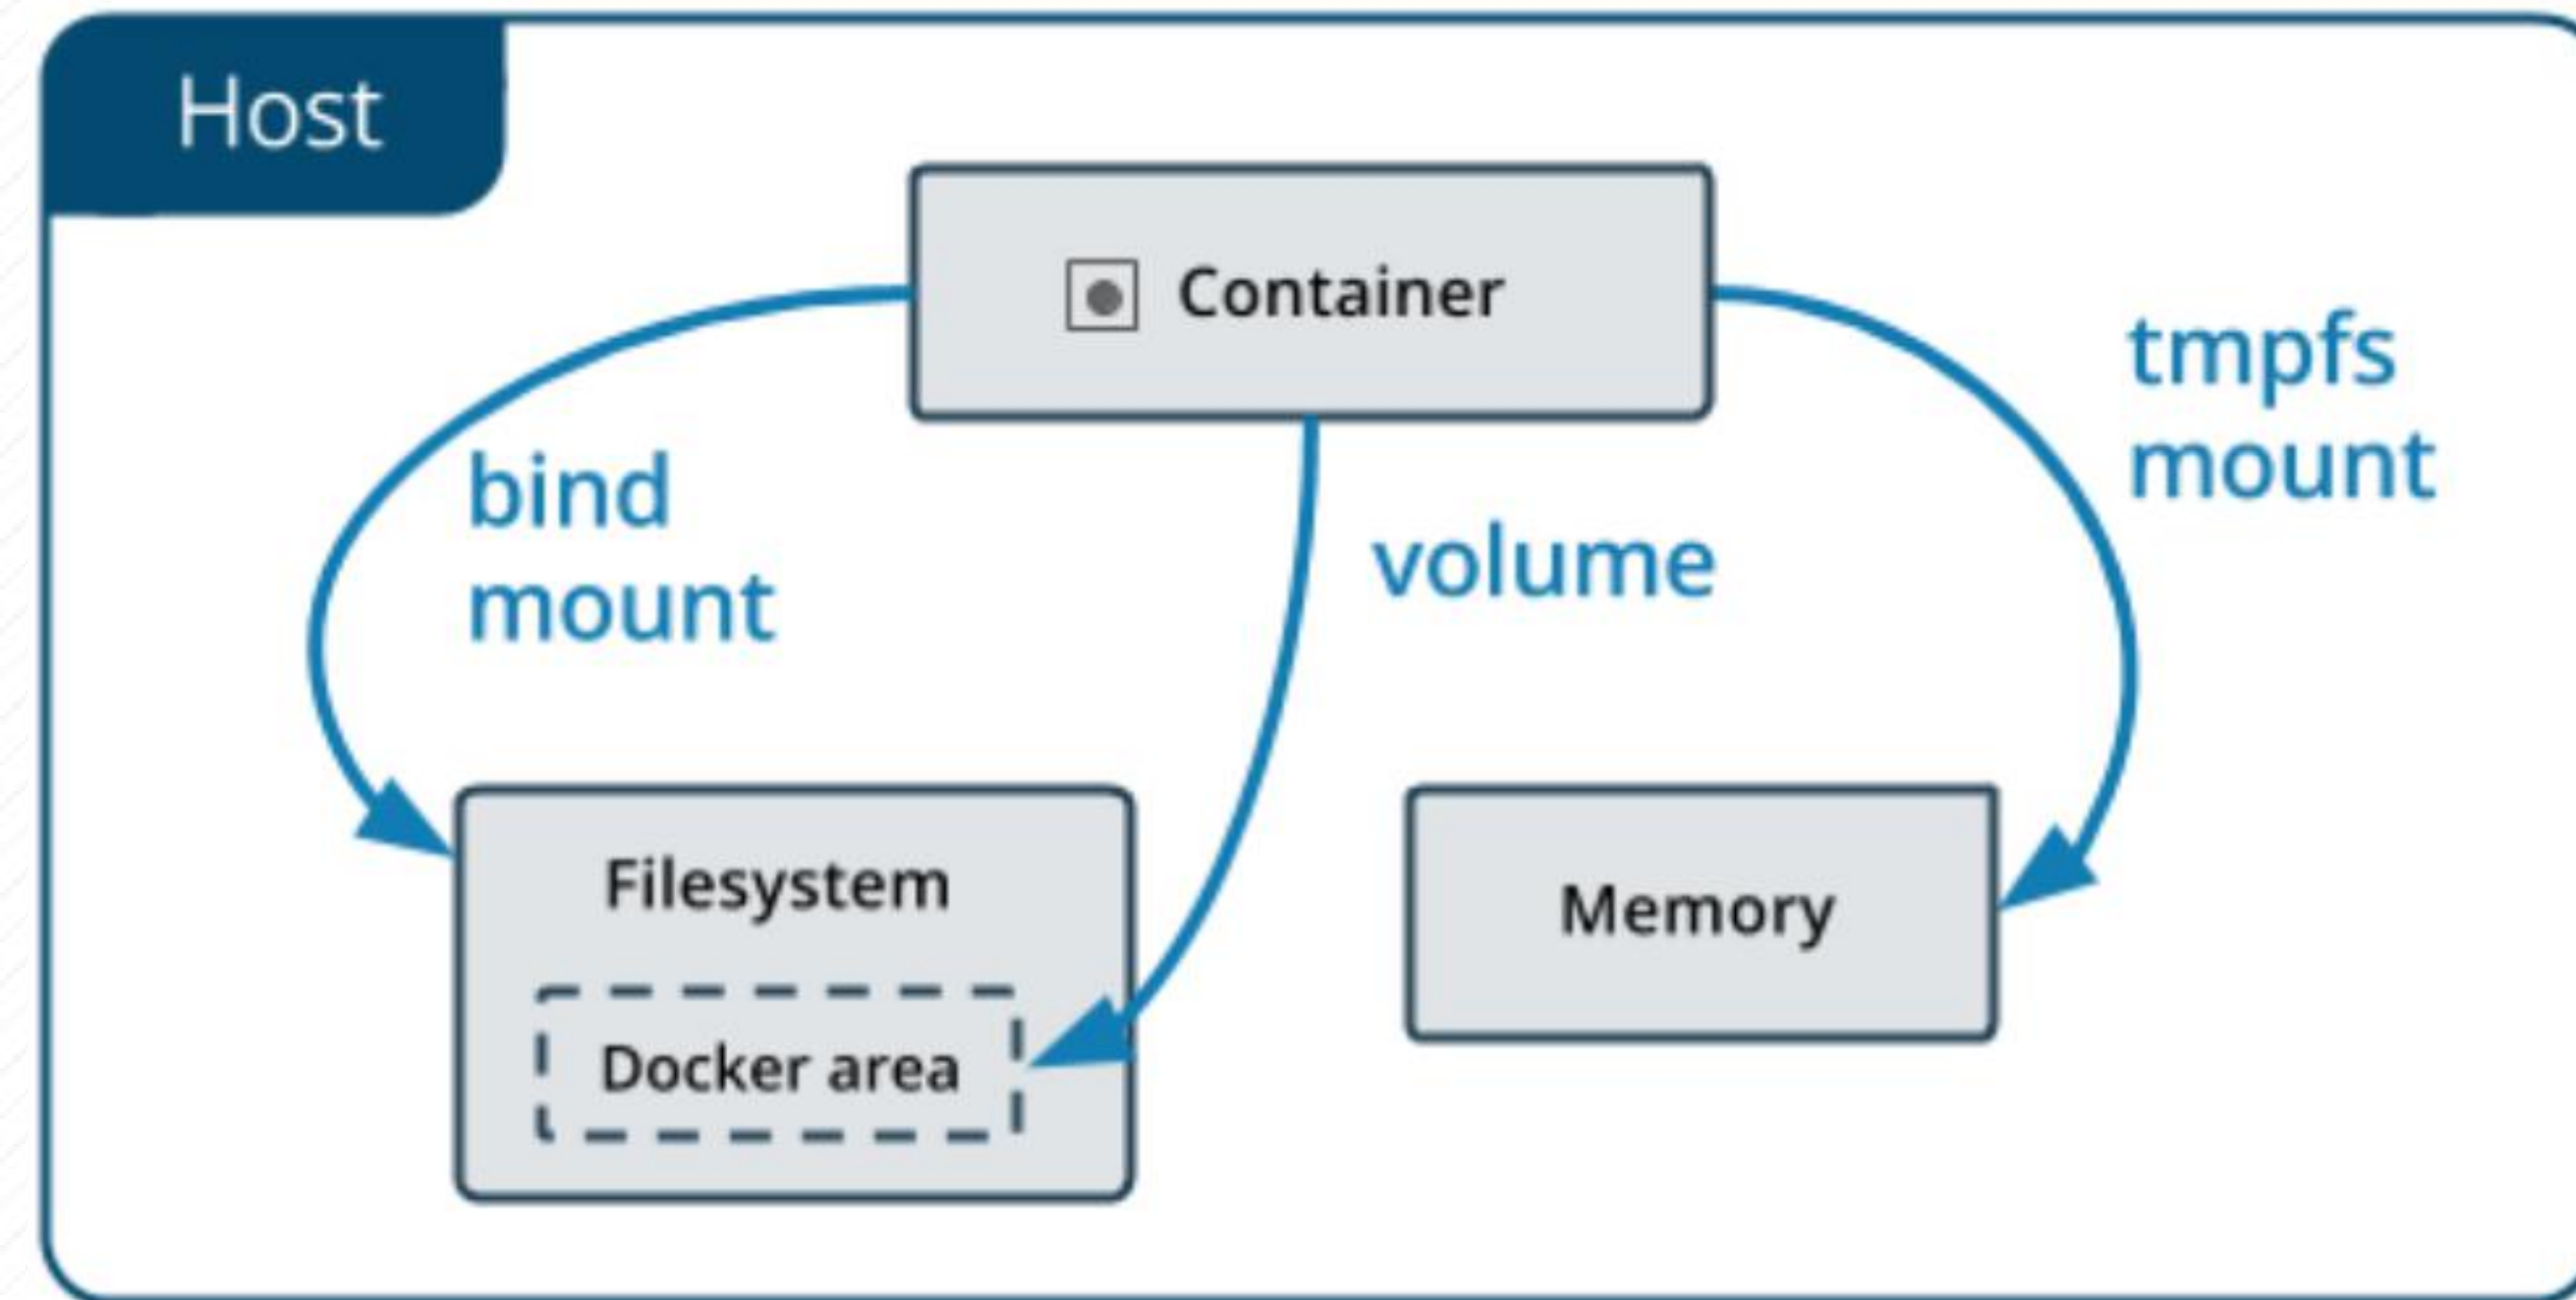 Host
Container
bind
mount
volume
tmpfs
mount
Filesystem
Docker area
Memory